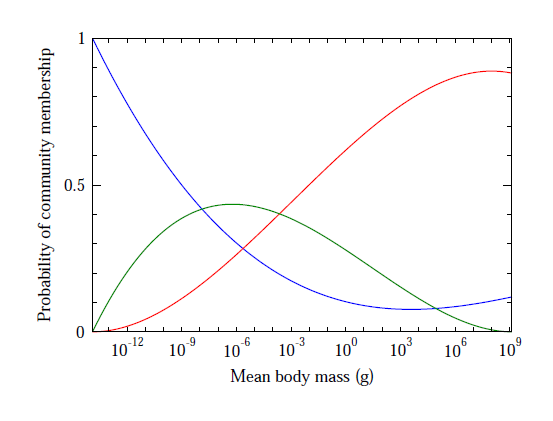 Probability of community membership
1
0.5
0
10^-12 10^-9 10^-6 10^-3 10^0 10^3 10^6 10^9
Mean body mass (g)